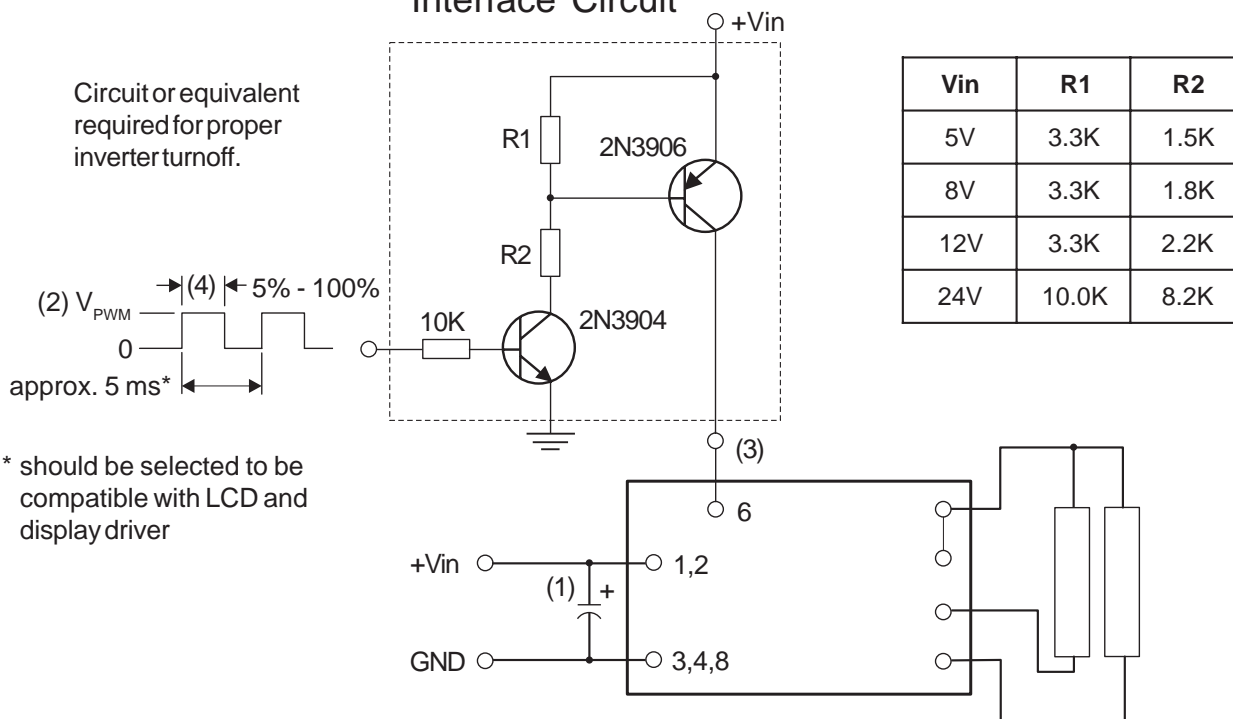 Interface Circuit
+Vin
Circuit or equivalent
required for proper
inverter turnoff.
R1
2N3906
R2
(2) VPWM
(4)
5% - 100%
0
approx. 5 ms*
10K
2N3904
* should be selected to be
compatible with LCD and
display driver
(3)
6
+Vin
1,2
(1)
+
GND
3,4,8
Vin R1 R2
5V 3.3K 1.5K
8V 3.3K 1.8K
12V 3.3K 2.2K
24V 10.0K 8.2K